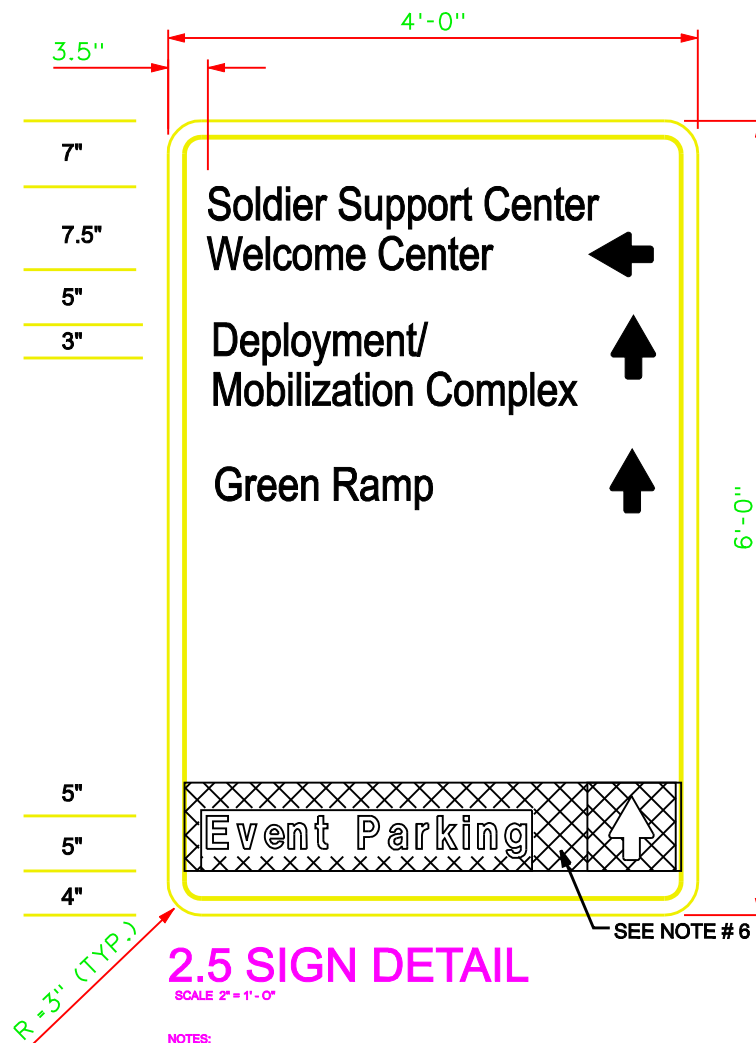 4'-0"
3.5"
7"
Soldier Support Center
7.5"
Welcome Center
5"
3"
Deployment/
Mobilization Complex
Green Ramp
6'-0"
5"
5"
Event Parking
4"
SEE NOTE # 6
R =3" (TYP.)
2.5 SIGN DETAIL
SCALE 2" = 1' - O"
NOTES: